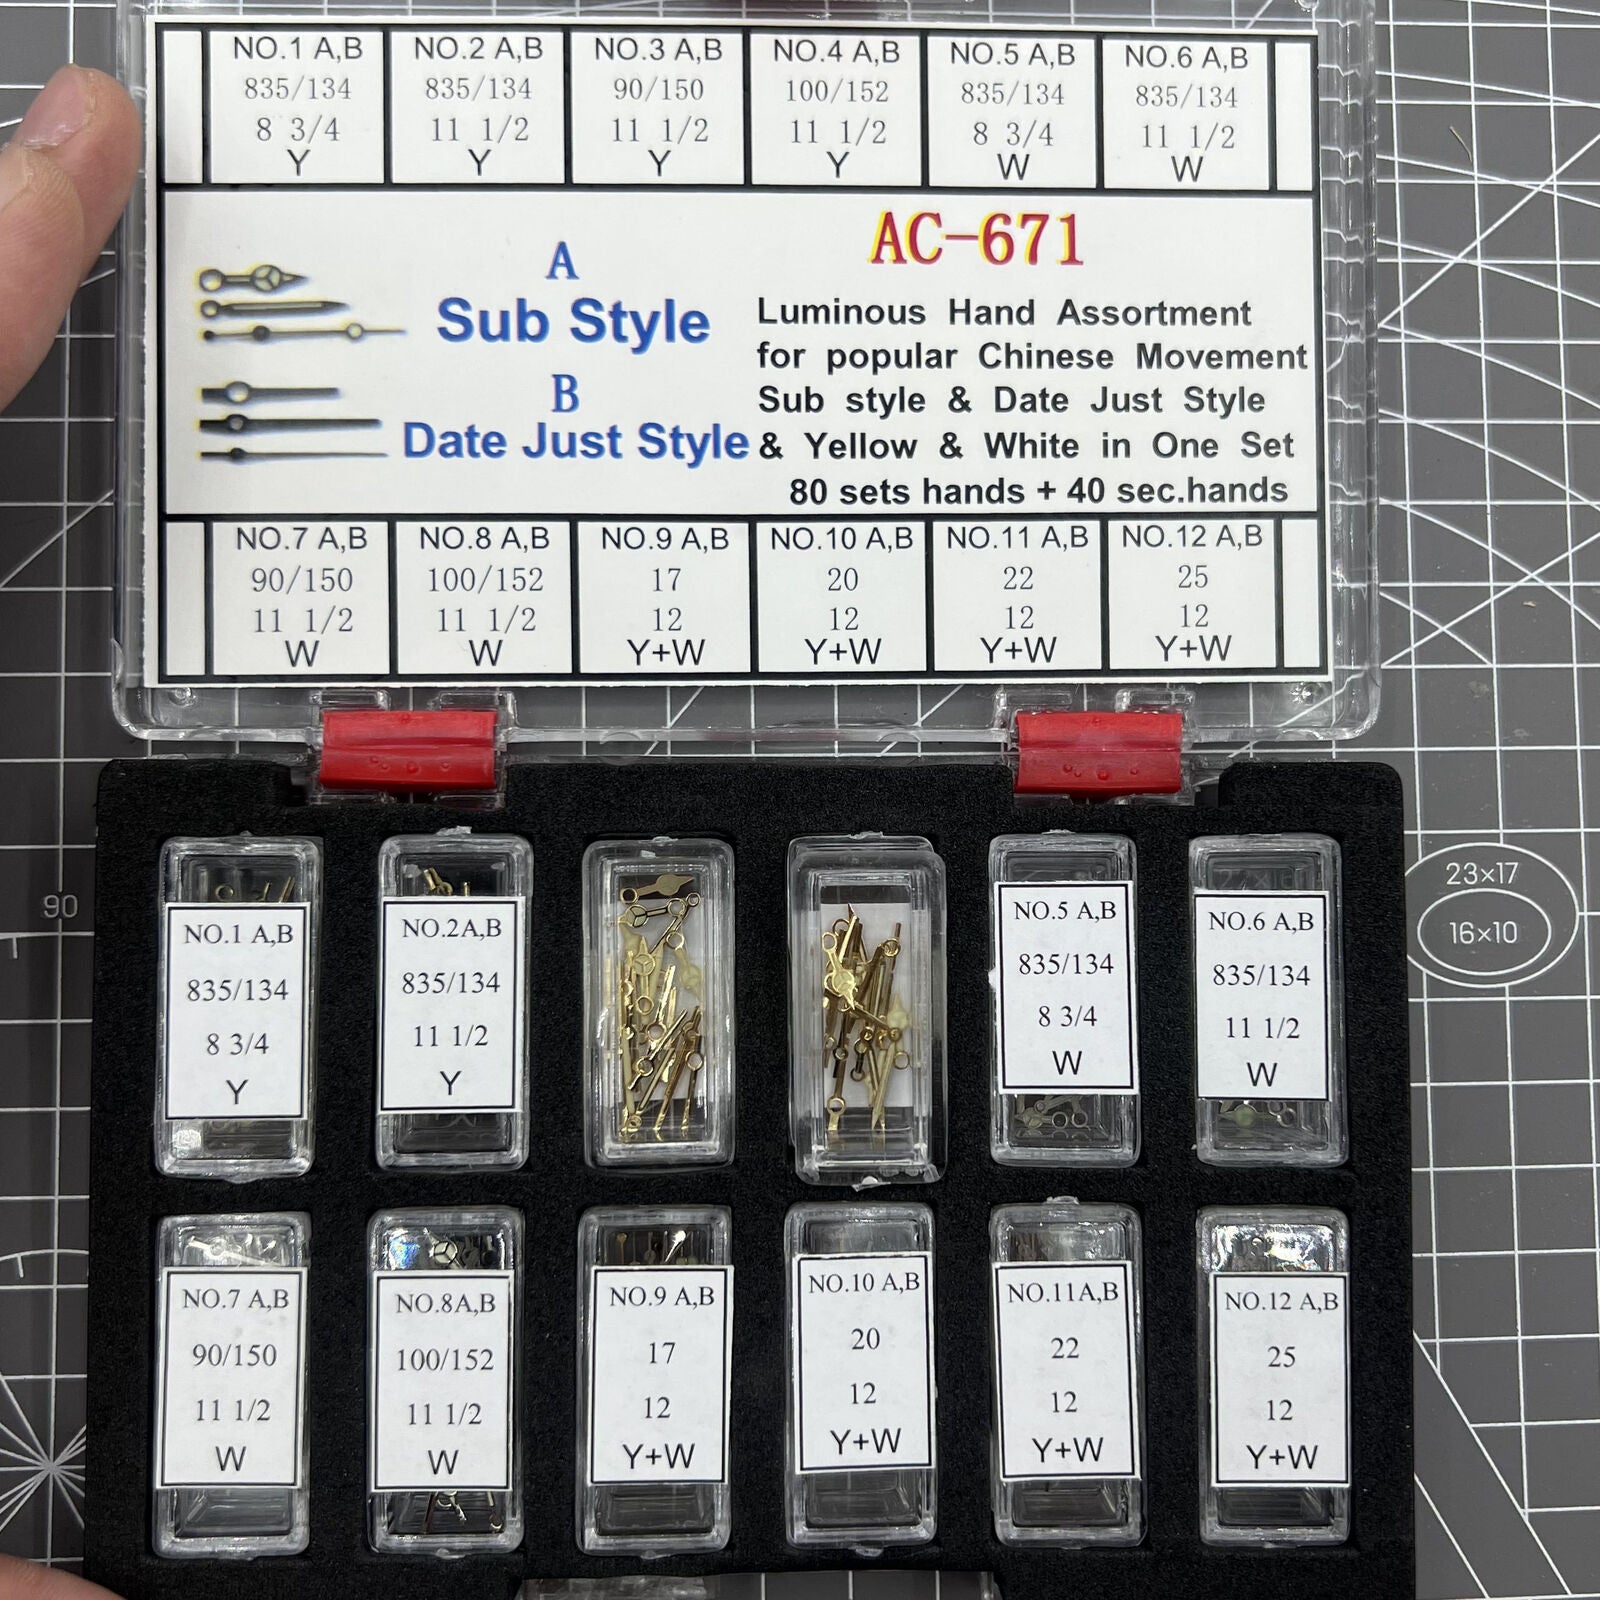 NO.1 A,B
835/134
8 3/4
Y
NO.2 A,B
835/134
11 1/2
Y
NO.3 A,B
90/150
11 1/2
Y
NO.4 A,B
100/152
11 1/2
Y
NO.5 A,B
835/134
8 3/4
W
NO.6 A,B
835/134
11 1/2
W
A
Sub Style
B
Date Just Style
AC-671
Luminous Hand Assortment
for popular Chinese Movement
Sub style & Date Just Style
& Yellow & White in One Set
80 sets hands + 40 sec.hands
NO.7 A,B
90/150
11 1/2
W
NO.8 A,B
100/152
11 1/2
W
NO.9 A,B
17
12
Y+W
NO.10 A,B
20
12
Y+W
NO.11 A,B
22
12
Y+W
NO.12 A,B
25
12
Y+W
90
23×17
16×10
NO.1 A,B
835/134
8 3/4
Y
NO.2A,B
835/134
11 1/2
Y
NO.5 A,B
835/134
8 3/4
W
NO.6 A,B
835/134
11 1/2
W
NO.7 A,B
90/150
11 1/2
W
NO.8A,B
100/152
11 1/2
W
NO.9 A,B
17
12
Y+W
NO.10 A,B
20
12
Y+W
NO.11A,B
22
12
Y+W
NO.12 A,B
25
12
Y+W